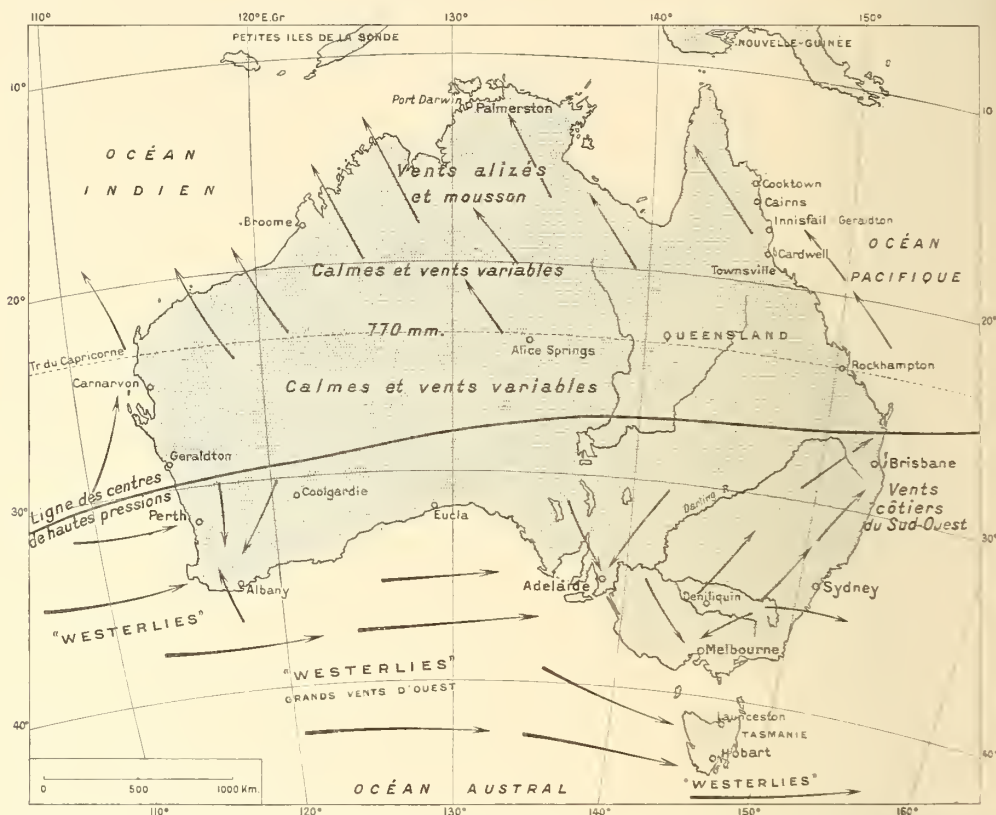 110° 120° E.Gr 130° 140° 150°
PETITES ILES DE LA SONDE
NOUVELLE-GUINÉE
10°
10°
Port Darwin
Palmerston
OCÉAN
INDIEN
Vents alizés
et mousson
Cooktown
Cairns
Innisfail Geraldton
Broome
OCÉAN
PACIFIQUE
Cardwell
Calmes et vents variables
Townsville
20°
20°
770 mm.
QUEENSLAND
Alice Springs
Tr du Capricorne
Rockhampton
Carnarvon
Calmes et vents variables
Geraldton
Brisbane
Ligne des centres
de hautes pressions
Coolgardie
Vents
côtiers
du Sud-Ouest
Darling R.
30°
Perth
Eucla
30°
Adelaïde
Albany
Deniliquin
Sydney
"WESTERLIES"
Melbourne
"WESTERLIES"
GRANDS VENTS D'OUEST
Launceston
TASMANIE
40°
40°
Hobart
0 500 1000 Km.
OCÉAN AUSTRAL
"WESTERLIES"
110° 120° 130° 140° 150° 160°